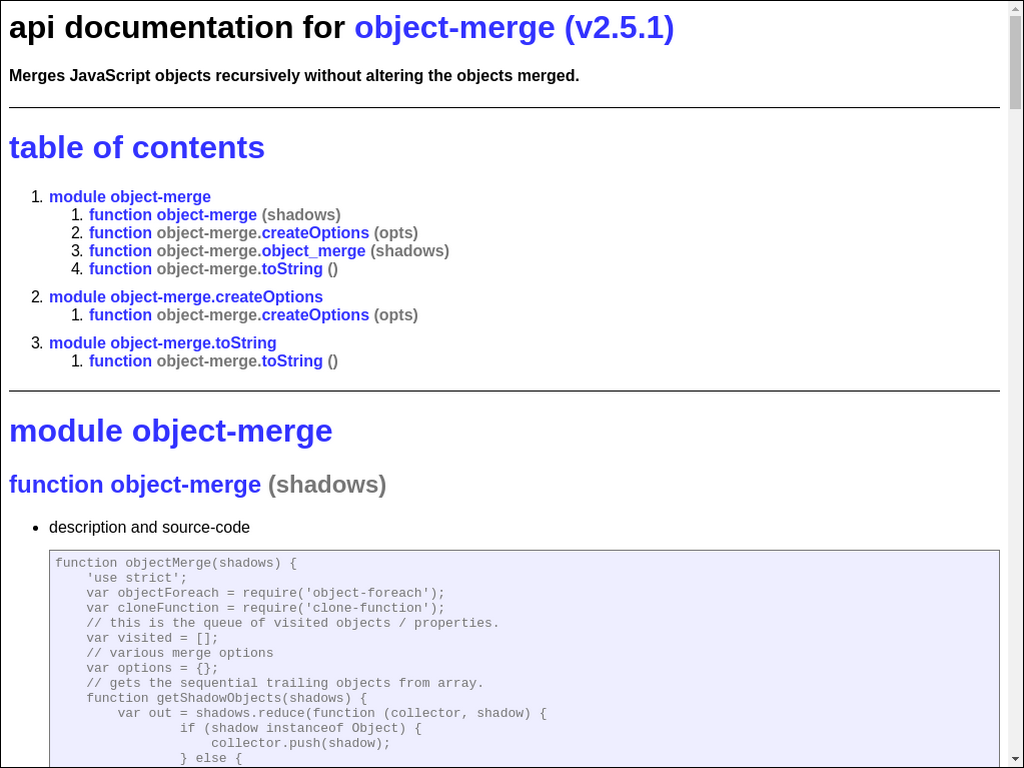 api documentation for object-merge (v2.5.1)
Merges JavaScript objects recursively without altering the objects merged.
table of contents
1. module object-merge
1. function object-merge (shadows)
2. function object-merge.createOptions (opts)
3. function object-merge.object_merge (shadows)
4. function object-merge.toString ()
2. module object-merge.createOptions
1. function object-merge.createOptions (opts)
3. module object-merge.toString
1. function object-merge.toString ()
module object-merge
function object-merge (shadows)
• description and source-code
function objectMerge(shadows) {
    'use strict';
    var objectForeach = require('object-foreach');
    var cloneFunction = require('clone-function');
    // this is the queue of visited objects / properties.
    var visited = [];
    // various merge options
    var options = {};
    // gets the sequential trailing objects from array.
    function getShadowObjects(shadows) {
        var out = shadows.reduce(function (collector, shadow) {
                if (shadow instanceof Object) {
                    collector.push(shadow);
                } else {